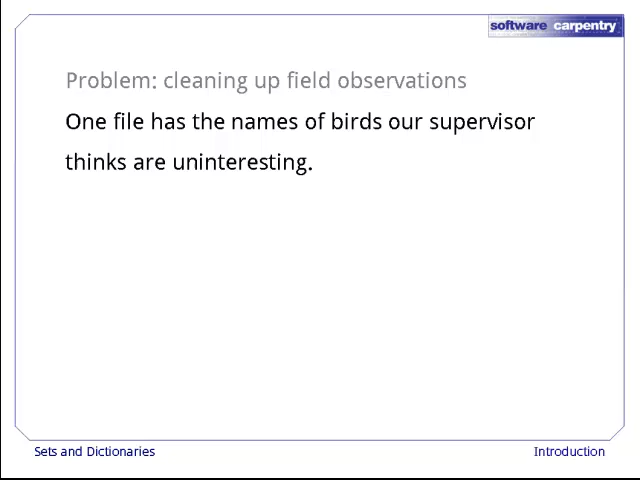 software carpentry
Problem: cleaning up field observations
One file has the names of birds our supervisor
thinks are uninteresting.
Sets and Dictionaries
Introduction